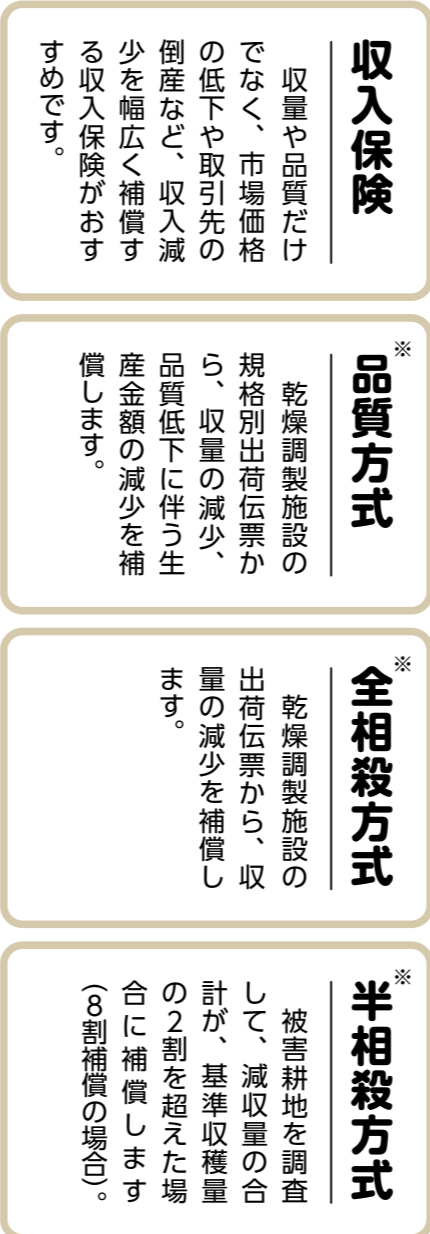 収入保険
収量や品質だけ
でなく、市場価格
の低下や取引先の
倒産など、収入減
少を幅広く補償す
る収入保険がおす
すめです。
※品質方式
乾燥調製施設の
規格別出荷伝票か
ら、収量の減少、
品質低下に伴う生
産金額の減少を補
償します。
※全相殺方式
乾燥調製施設の
出荷伝票から、収
量の減少を補償し
ます。
※半相殺方式
被害耕地を調査
して、減収量の合
計が、基準収穫量
の2割を超えた場
合に補償します
(8割補償の場合)。